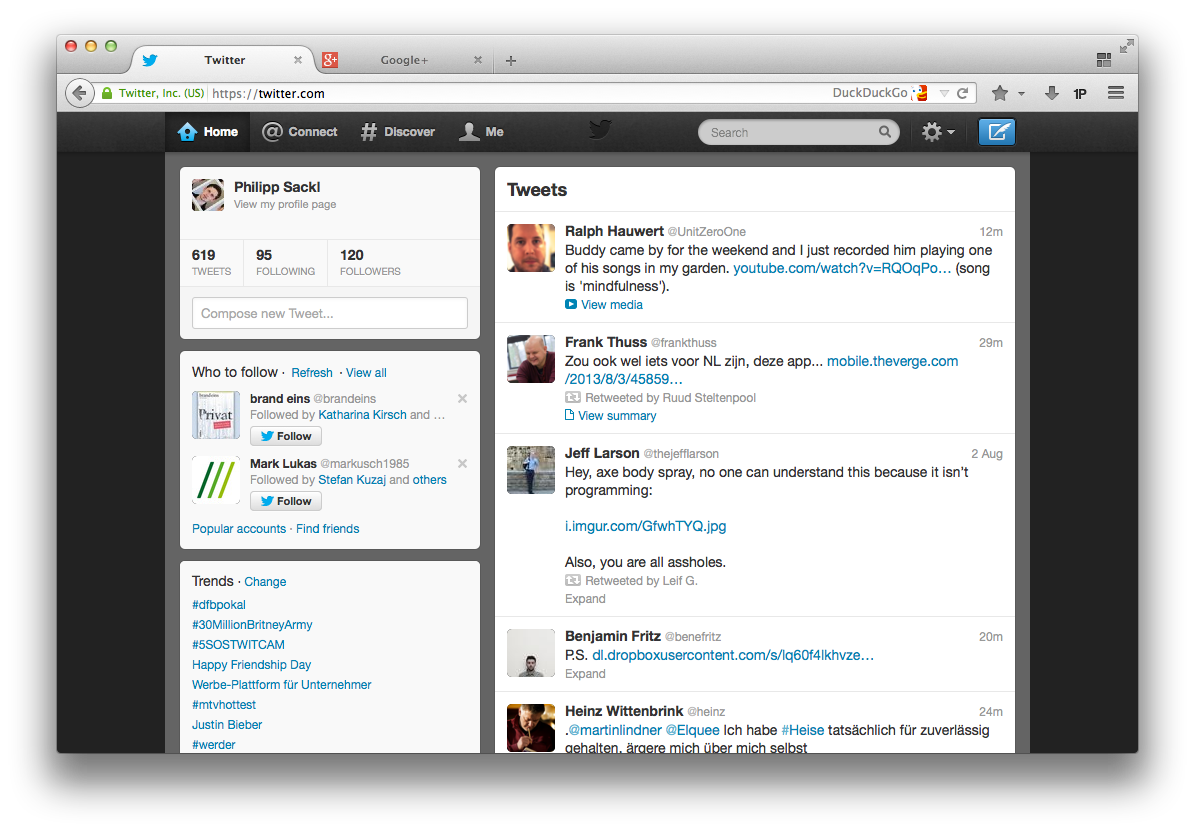 Twitter
Google+
Twitter, Inc. (US) https://twitter.com
DuckDuckGo
1P
Home
Connect
Discover
Me
Search
Philipp Sackl
View my profile page
619
TWEETS
95
FOLLOWING
120
FOLLOWERS
Compose new Tweet...
Who to follow · Refresh · View all
brand eins @brandeins
Followed by Katharina Kirsch and …
Follow
Mark Lukas @markusch1985
Followed by Stefan Kuzaj and others
Follow
Popular accounts · Find friends
Trends · Change
#dfbpokal
#30MillionBritneyArmy
#5SOSTWITCAM
Happy Friendship Day
Werbe-Plattform für Unternehmer
#mtvhottest
Justin Bieber
#werder
Tweets
Ralph Hauwert @UnitZeroOne 12m
Buddy came by for the weekend and I just recorded him playing one
of his songs in my garden. youtube.com/watch?v=RQOqPo… (song
is 'mindfulness').
View media
Frank Thuss @frankthuss 29m
Zou ook wel iets voor NL zijn, deze app... mobile.theverge.com
/2013/8/3/45859…
Retweeted by Ruud Steltenpool
View summary
Jeff Larson @thejefflarson 2 Aug
Hey, axe body spray, no one can understand this because it isn't
programming:
i.imgur.com/GfwhTYQ.jpg
Also, you are all assholes.
Retweeted by Leif G.
Expand
Benjamin Fritz @benefritz 20m
P.S. dl.dropboxusercontent.com/s/lq60f4lkhvze…
Expand
Heinz Wittenbrink @heinz 24m
.@martinlindner @Elquee Ich habe #Heise tatsächlich für zuverlässig
gehalten, ärgere mich über mich selbst